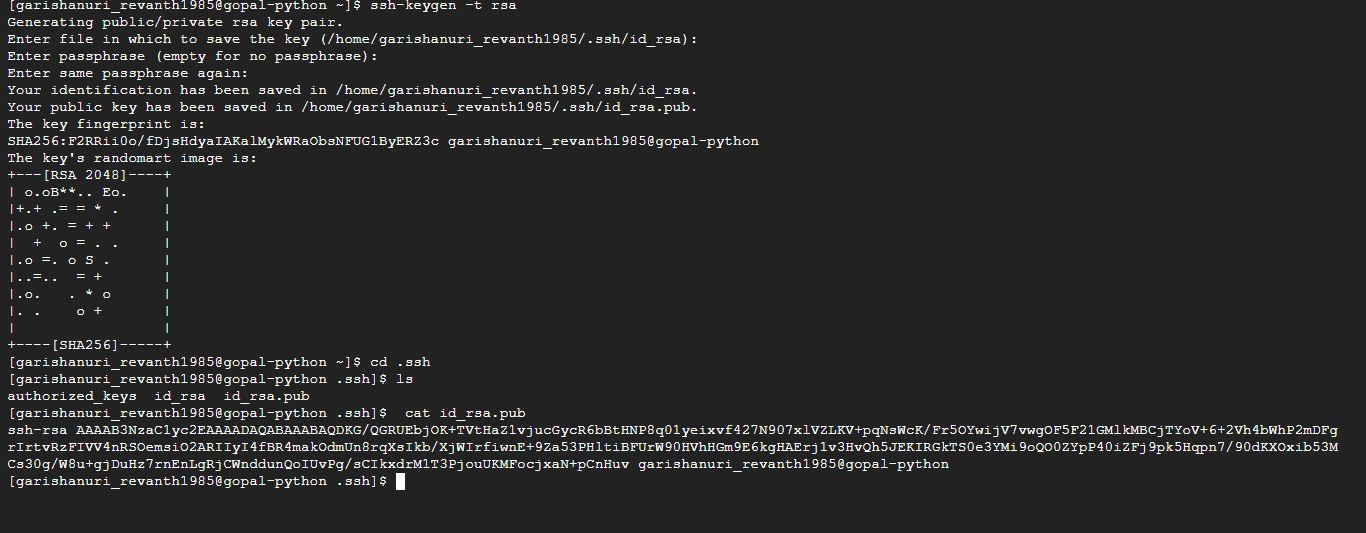 [garishanuri_revanth1985@gopal-python ~]$ ssh-keygen -t rsa
Generating public/private rsa key pair.
Enter file in which to save the key (/home/garishanuri_revanth1985/.ssh/id_rsa):
Enter passphrase (empty for no passphrase):
Enter same passphrase again:
Your identification has been saved in /home/garishanuri_revanth1985/.ssh/id_rsa.
Your public key has been saved in /home/garishanuri_revanth1985/.ssh/id_rsa.pub.
The key fingerprint is:
SHA256:F2RRii0o/fDjsHdyaIAKalMykWRaObsNFUG1ByERZ3c garishanuri_revanth1985@gopal-python
The key's randomart image is:
+---[RSA 2048]----+
| o.oB**.. Eo.    |
|+.+ .= = * .     |
|.o +. = + +      |
|  +  o = . .     |
|.o =. o S .      |
|..=..  = +       |
|.o.   . * o      |
|. .    o +       |
|                 |
+----[SHA256]-----+
[garishanuri_revanth1985@gopal-python ~]$ cd .ssh
[garishanuri_revanth1985@gopal-python .ssh]$ ls
authorized_keys  id_rsa  id_rsa.pub
[garishanuri_revanth1985@gopal-python .ssh]$  cat id_rsa.pub
ssh-rsa AAAAB3NzaC1yc2EAAAADAQABAAABAQDKG/QGRUEbjOK+TVtHaZ1vjucGycR6bBtHNP8q01yeixvf427N907xlVZLKV+pqNsWcK/Fr5OYwijV7vwgOF5F21GMlkMBCjTYoV+6+2Vh4bWhP2mDFg
rIrtvRzFIVV4nRSOemsiO2ARIIyI4fBR4makOdmUn8rqXsIkb/XjWIrfiwnE+9Za53PHltiBFUrW90HVhHGm9E6kgHAErj1v3HvQh5JEKIRGkTS0e3YMi9oQO0ZYpP40iZFj9pk5Hqpn7/90dKXOxib53M
Cs30g/W8u+gjDuHz7rnEnLgRjCWnddunQoIUvPg/sCIkxdrM1T3PjouUKMFocjxaN+pCnHuv garishanuri_revanth1985@gopal-python
[garishanuri_revanth1985@gopal-python .ssh]$